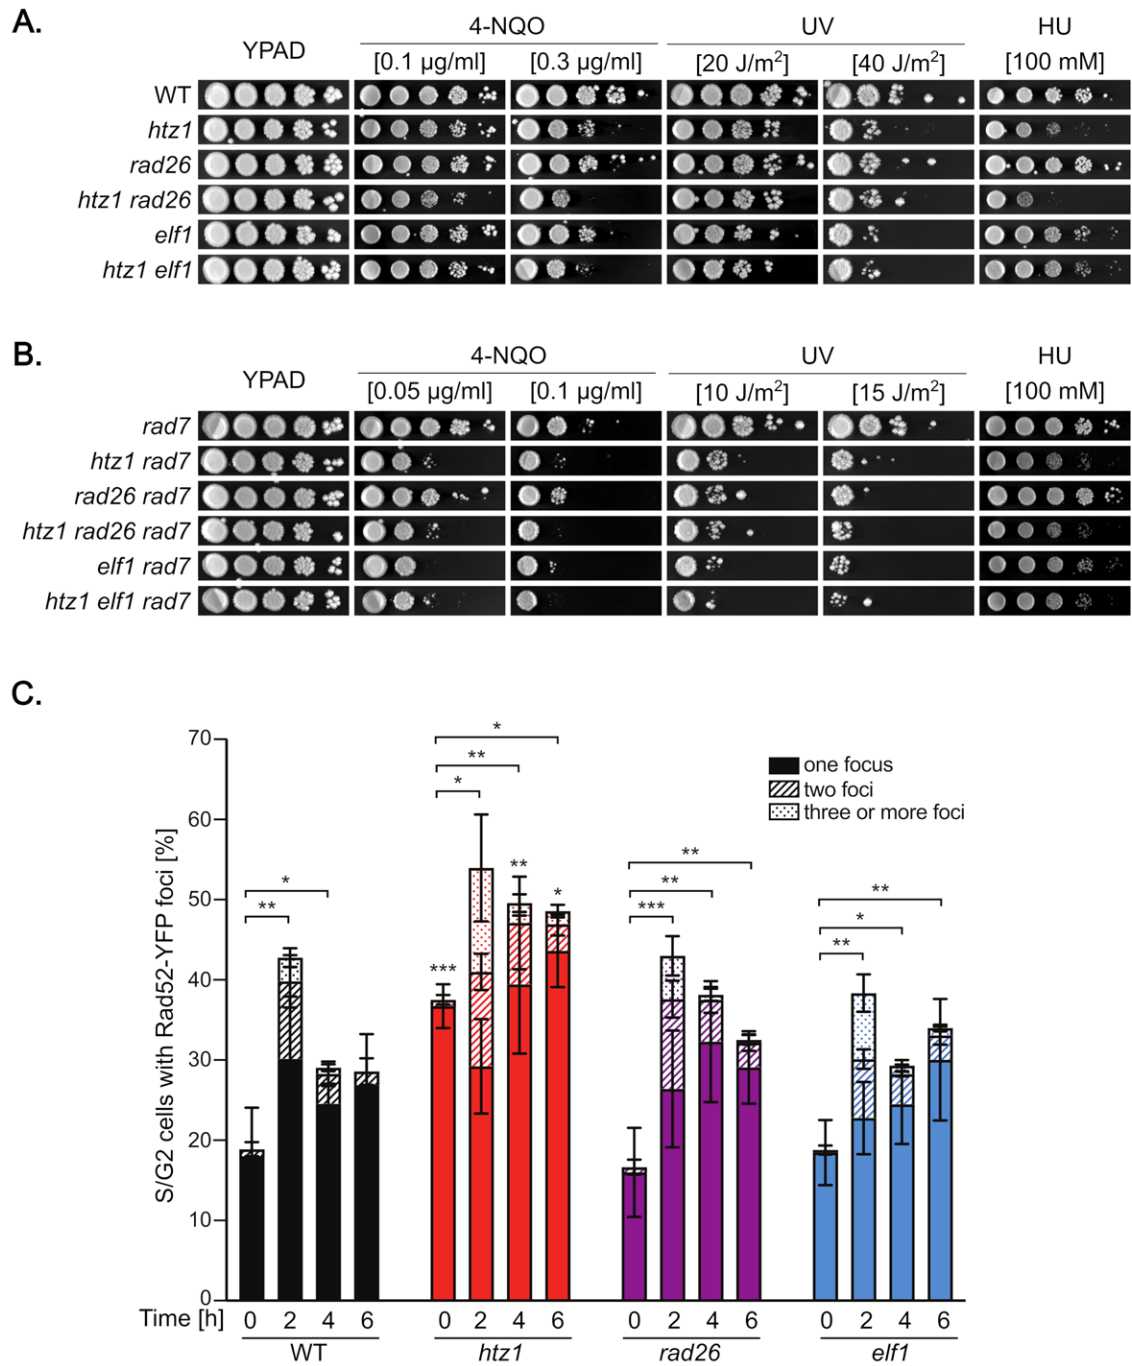 A.
4-NQO UV HU
YPAD [0.1 µg/ml] [0.3 µg/ml] [20 J/m²] [40 J/m²] [100 mM]
WT
htz1
rad26
htz1 rad26
elf1
htz1 elf1
B.
4-NQO UV HU
YPAD [0.05 µg/ml] [0.1 µg/ml] [10 J/m²] [15 J/m²] [100 mM]
rad7
htz1 rad7
rad26 rad7
htz1 rad26 rad7
elf1 rad7
htz1 elf1 rad7
C.
S/G2 cells with Rad52-YFP foci [%]
70
60
50
40
30
20
10
0
** *
*** * ** * ** *
*** ** **
** * **
one focus
two foci
three or more foci
Time [h] 0 2 4 6 0 2 4 6 0 2 4 6 0 2 4 6
WT htz1 rad26 elf1